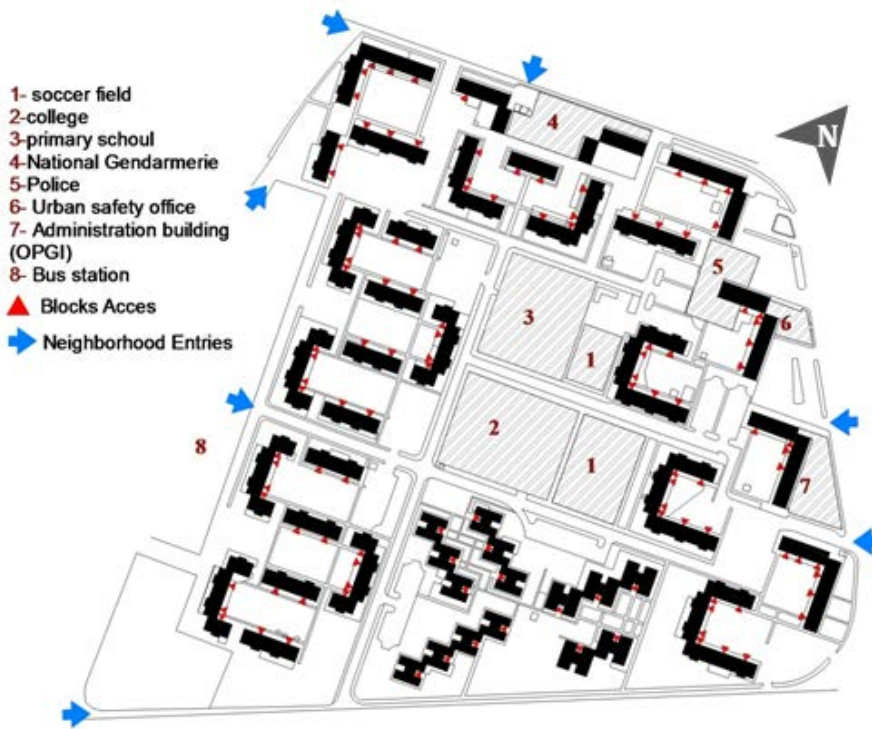 1- soccer field
2-college
3-primary schoul
4-National Gendarmerie
5-Police
6- Urban safety office
7- Administration building
(OPGI)
8- Bus station
Blocks Acces
Neighborhood Entries
4
N
5
6
3
1
2
1
8
7